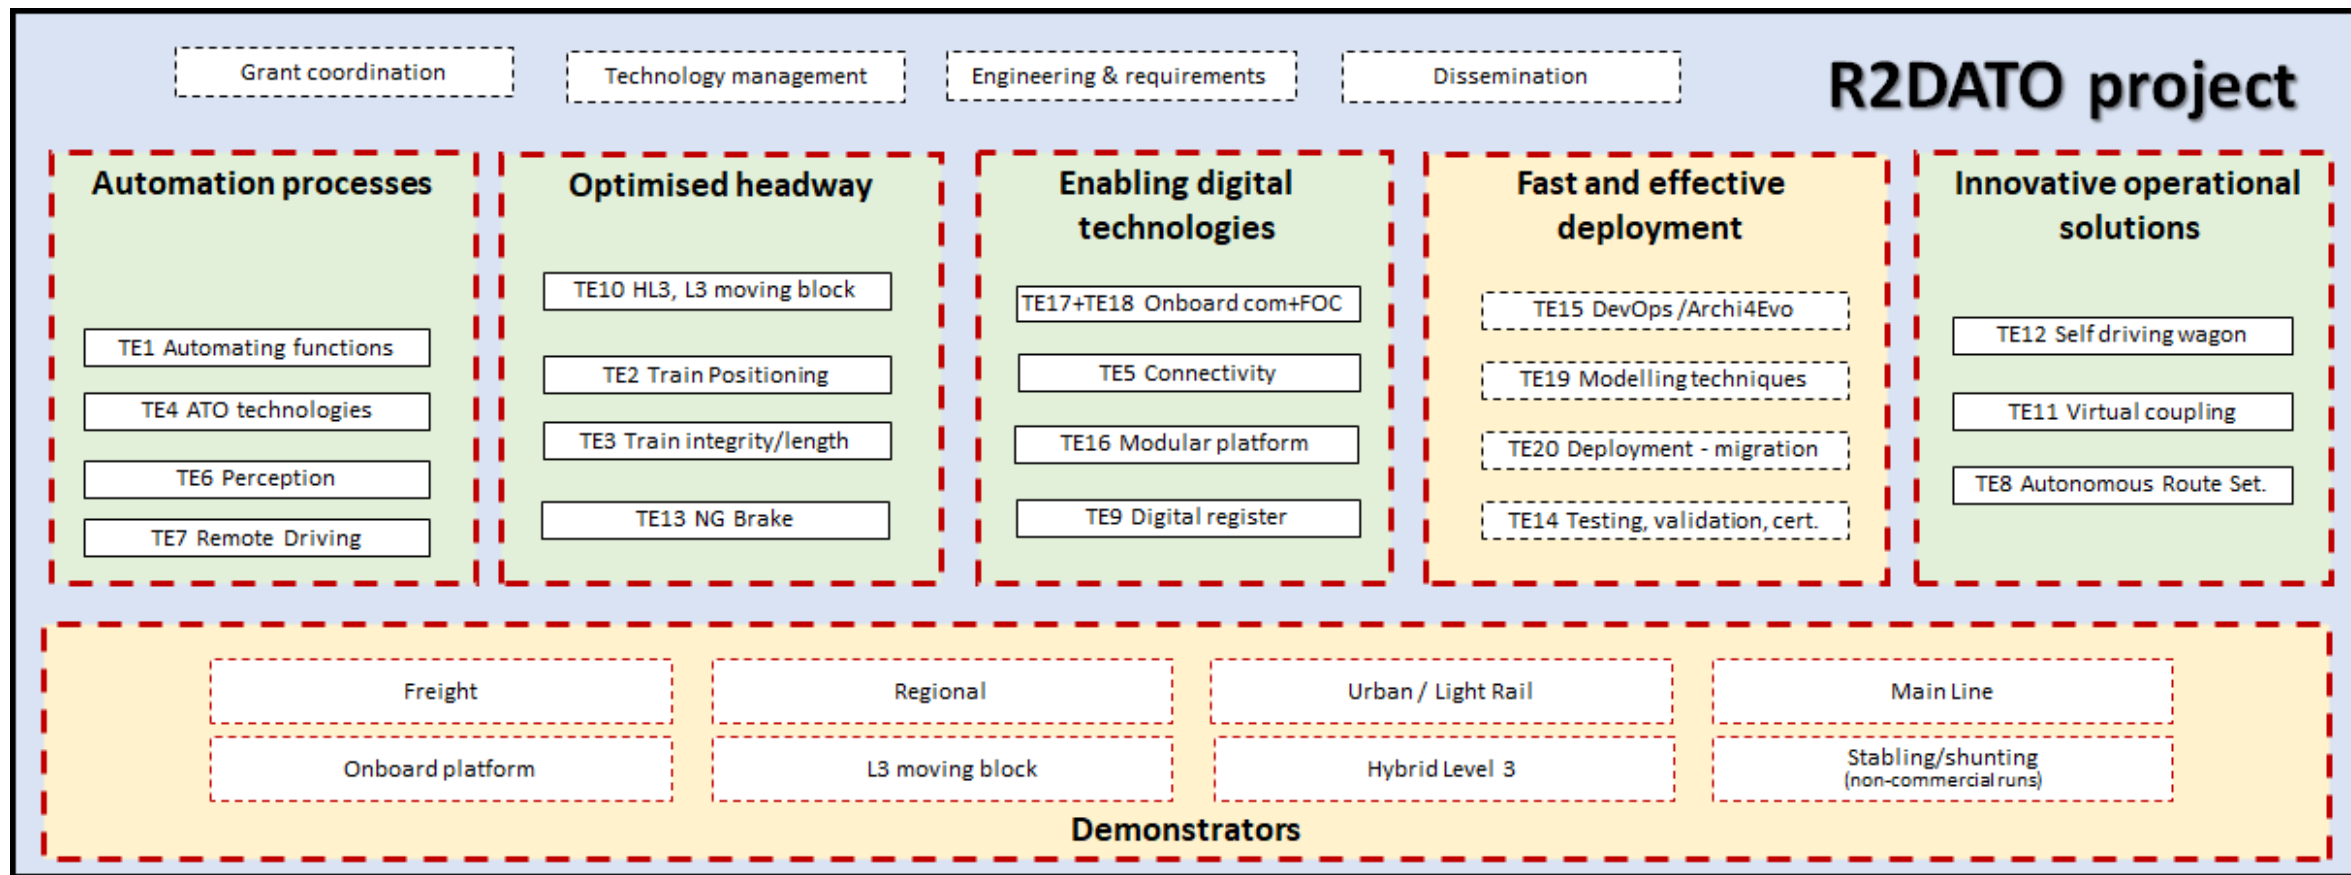 Grant coordination
Technology management
Engineering & requirements
Dissemination
R2DATO project
Automation processes
TE1 Automating functions
TE4 ATO technologies
TE6 Perception
TE7 Remote Driving
Optimised headway
TE10 HL3, L3 moving block
TE2 Train Positioning
TE3 Train integrity/length
TE13 NG Brake
Enabling digital
technologies
TE17+TE18 Onboard com+FOC
TE5 Connectivity
TE16 Modular platform
TE9 Digital register
Fast and effective
deployment
TE15 DevOps /Archi4Evo
TE19 Modelling techniques
TE20 Deployment - migration
TE14 Testing, validation, cert.
Innovative operational
solutions
TE12 Self driving wagon
TE11 Virtual coupling
TE8 Autonomous Route Set.
Freight
Regional
Urban / Light Rail
Main Line
Onboard platform
L3 moving block
Hybrid Level 3
Stabling/shunting
(non-commercial runs)
Demonstrators